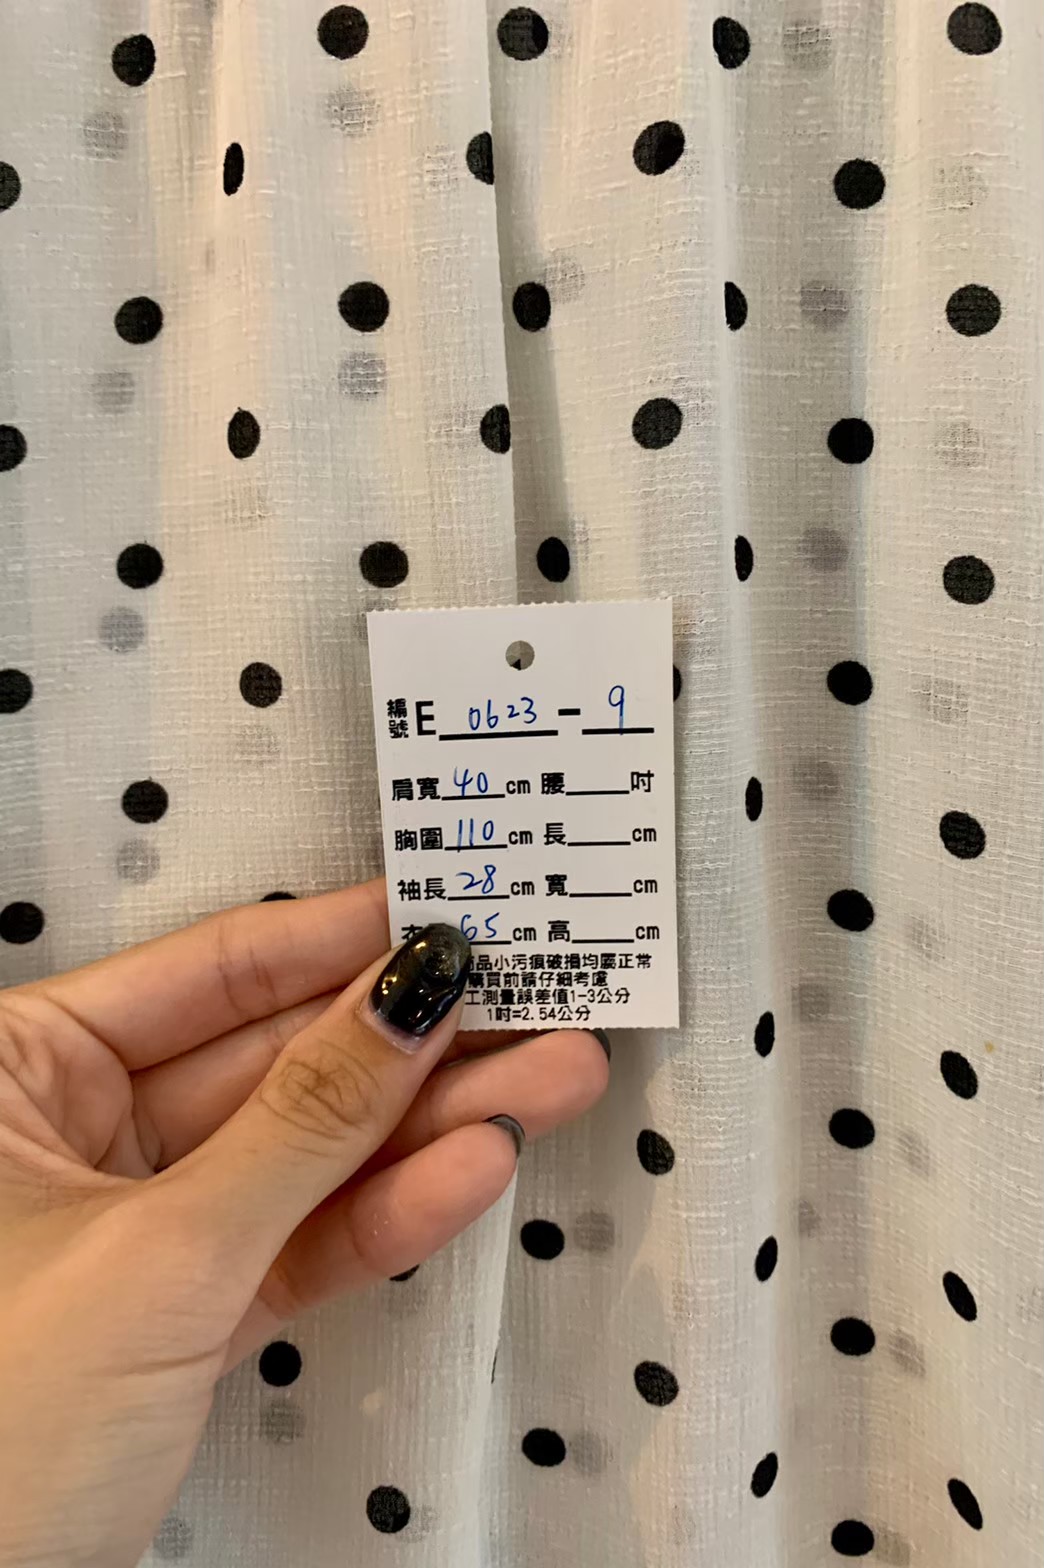 編號E 0623-9
肩寬 40 cm 腰 吋
胸圍 110 cm 長 cm
袖長 28 cm 寬 cm
65 cm 高 cm
品小污痕破損均屬正常
購買前請仔細考慮
工測量誤差值1-3公分
1吋=2.54公分